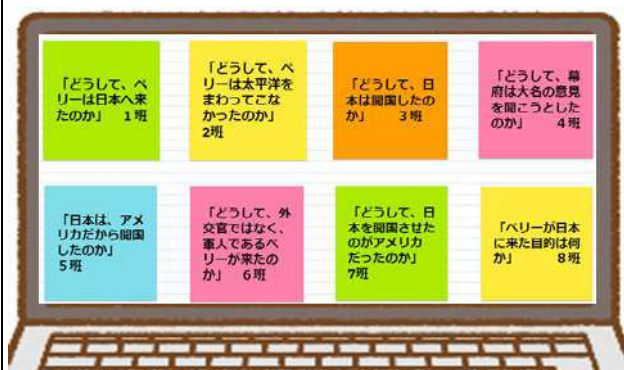 「どうして、ペ
リーは日本へ来
たのか」　1班
「どうして、ペ
リーは太平洋を
まわってこな
かったのか」
2班
「どうして、日
本は開国したの
か」　3班
「どうして、幕
府は大名の意見
を聞こうとした
のか」　4班
「日本は、アメ
リカだから開国
したのか」
5班
「どうして、外
交官ではなく、
軍人であるペ
リーが来たの
か」　6班
「どうして、日
本を開国させた
のがアメリカ
だったのか」
7班
「ペリーが日本
に来た目的は何
か」　8班